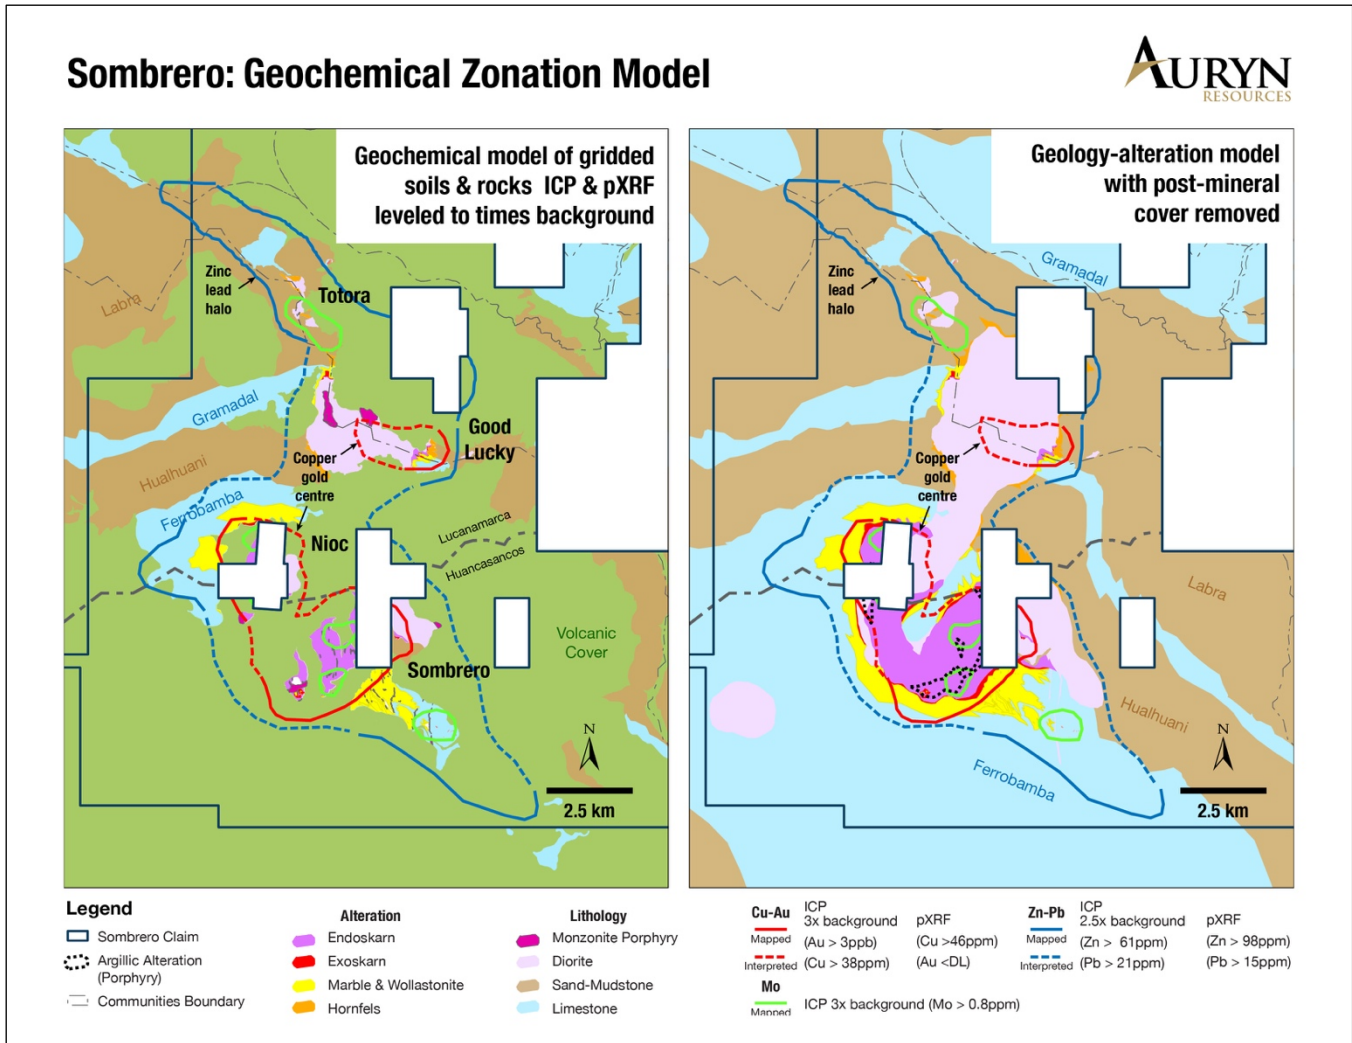 Sombrero: Geochemical Zonation Model
AURYN
RESOURCES
Geochemical model of gridded
soils & rocks ICP & pXRF
leveled to times background
Zinc
lead
halo
Totora
Labra
Gramadal
Good
Lucky
Hualhuani
Copper
gold
centre
Ferrobamba
Nioc
Lucanamarca
Huancasancos
Volcanic
Cover
Sombrero
N
2.5 km
Geology-alteration model
with post-mineral
cover removed
Gramadal
Zinc
lead
halo
Copper
gold
centre
Labra
Hualhuani
Ferrobamba
N
2.5 km
Legend
Sombrero Claim
Argillic Alteration
(Porphyry)
Communities Boundary
Alteration
Endoskarn
Exoskarn
Marble & Wollastonite
Hornfels
Lithology
Monzonite Porphyry
Diorite
Sand-Mudstone
Limestone
Cu-Au
Mapped
Interpreted
ICP
3x background
(Au > 3ppb)
(Cu > 38ppm)
pXRF
(Cu >46ppm)
(Au <DL)
Mo
Mapped
ICP 3x background (Mo > 0.8ppm)
Zn-Pb
Mapped
Interpreted
ICP
2.5x background
(Zn > 61ppm)
(Pb > 21ppm)
pXRF
(Zn > 98ppm)
(Pb > 15ppm)